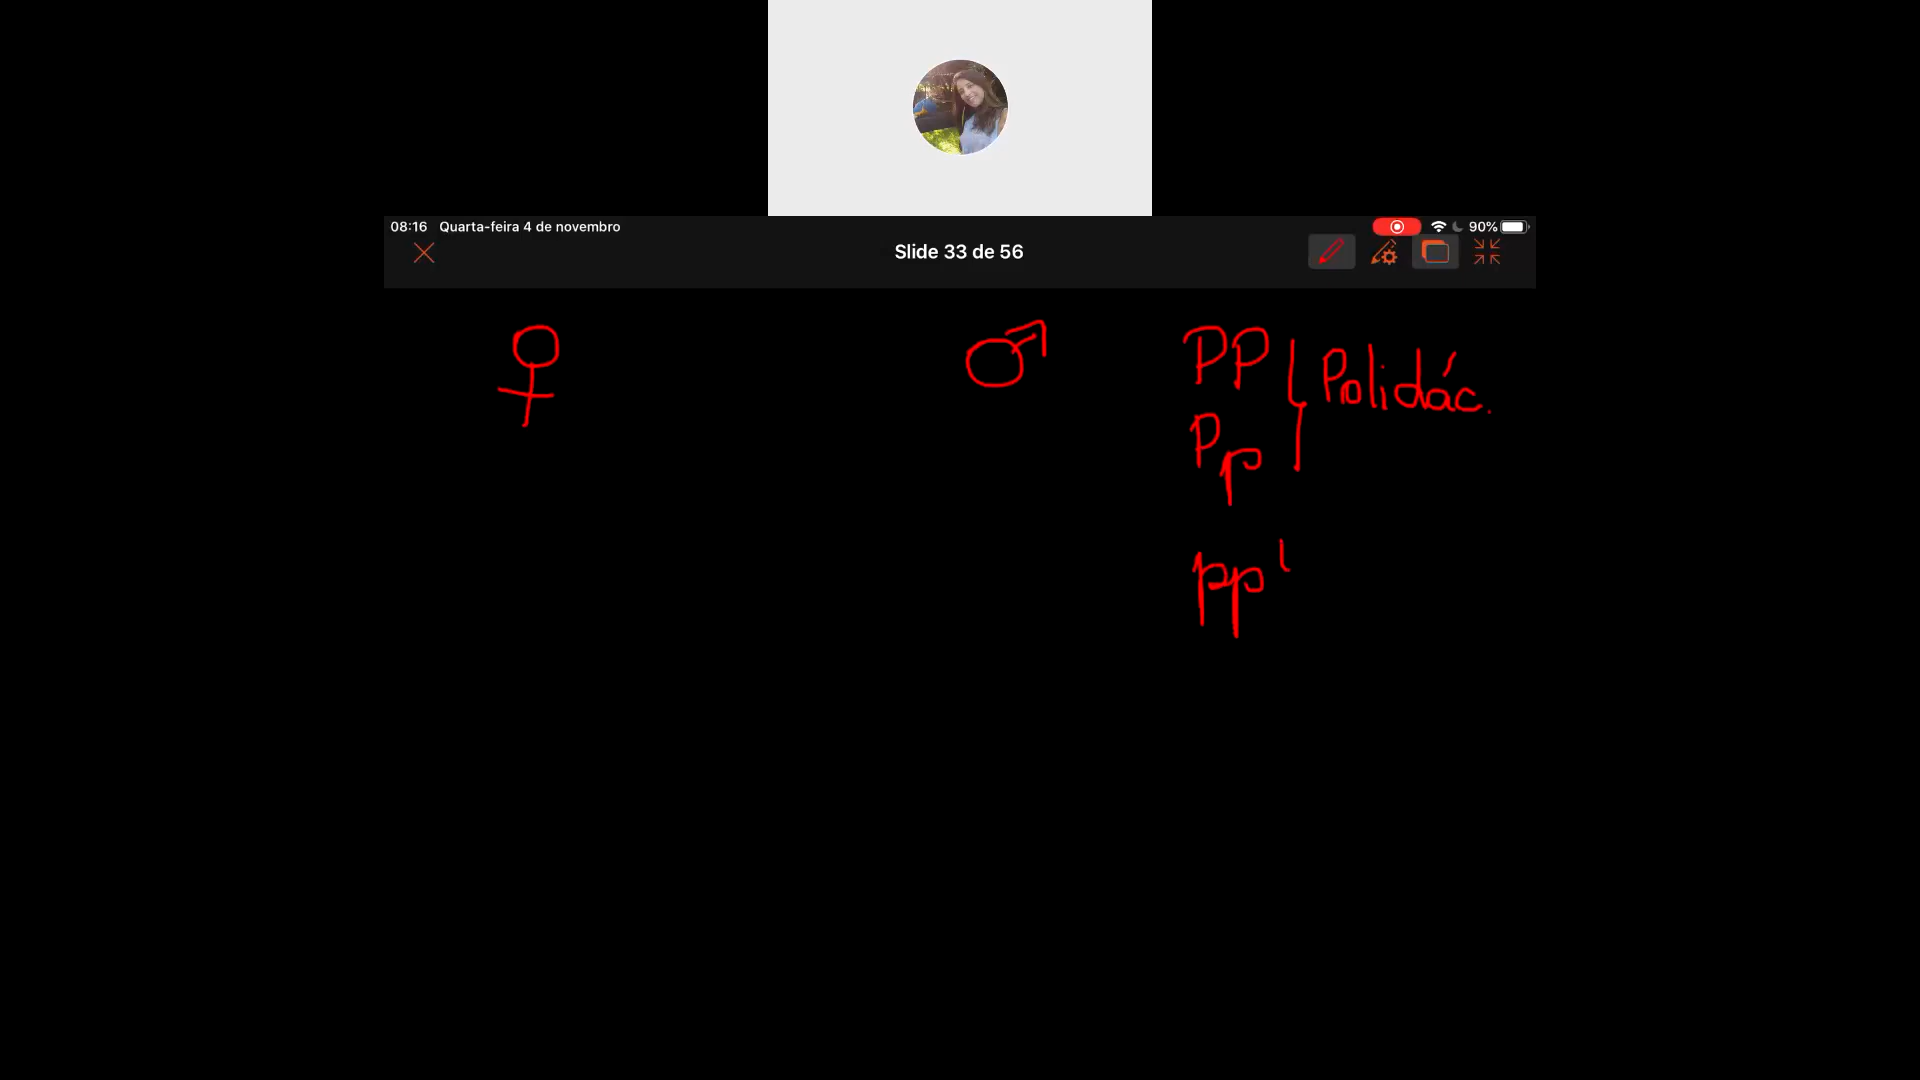 08:16 Quarta-feira 4 de novembro
90%
Slide 33 de 56
♀ ♂ PP
Polidác.
Pp
pp